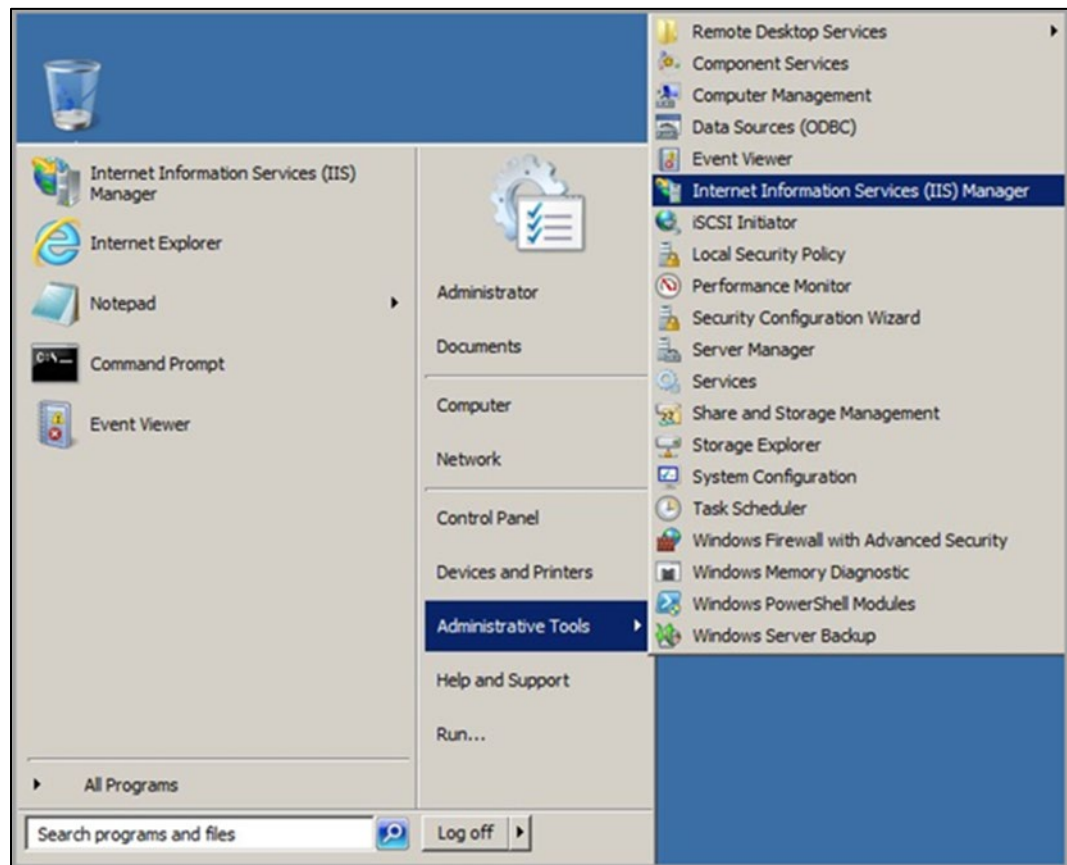 Internet Information Services (IIS)
Manager
Internet Explorer
Notepad
C:\_
Command Prompt
Event Viewer
All Programs
Search programs and files
Administrator
Documents
Computer
Network
Control Panel
Devices and Printers
Administrative Tools
Help and Support
Run...
Log off
Remote Desktop Services
Component Services
Computer Management
Data Sources (ODBC)
Event Viewer
Internet Information Services (IIS) Manager
iSCSI Initiator
Local Security Policy
Performance Monitor
Security Configuration Wizard
Server Manager
Services
Share and Storage Management
Storage Explorer
System Configuration
Task Scheduler
Windows Firewall with Advanced Security
Windows Memory Diagnostic
Windows PowerShell Modules
Windows Server Backup